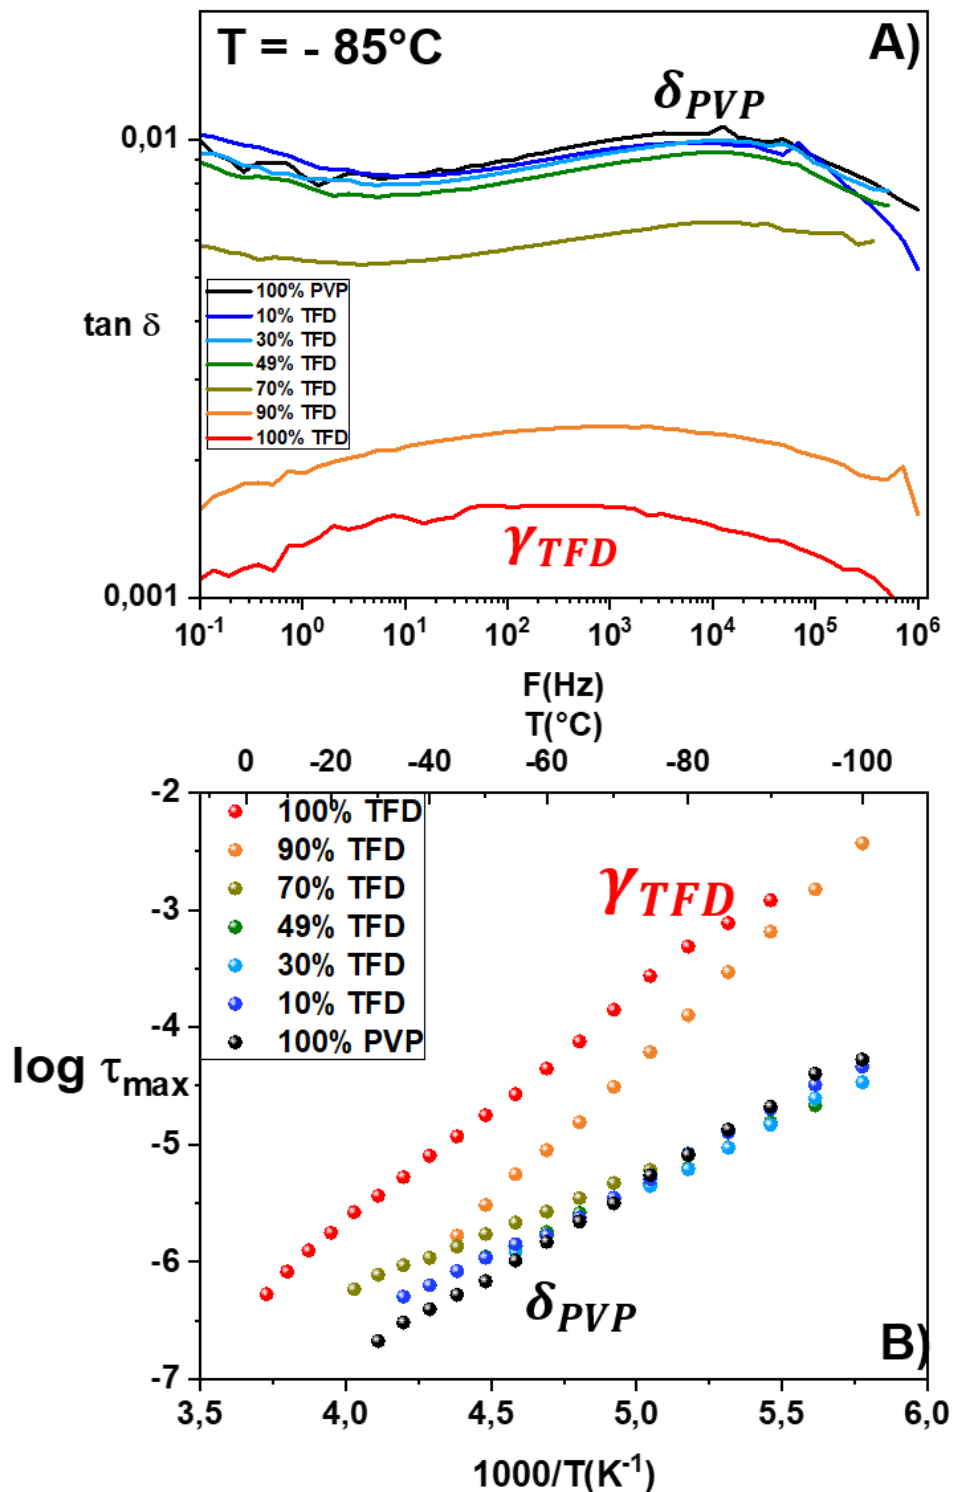 T = - 85°C
A)
δPVP
0,01
tan δ
100% PVP
10% TFD
30% TFD
49% TFD
70% TFD
90% TFD
100% TFD
γTFD
0,001
10-1 100 101 102 103 104 105 106
F(Hz)
T(°C)
0 -20 -40 -60 -80 -100
-2
100% TFD
90% TFD
70% TFD
49% TFD
30% TFD
10% TFD
100% PVP
γTFD
-3
-4
log τmax
-5
-6
δPVP
B)
-7
3,5 4,0 4,5 5,0 5,5 6,0
1000/T(K-1)